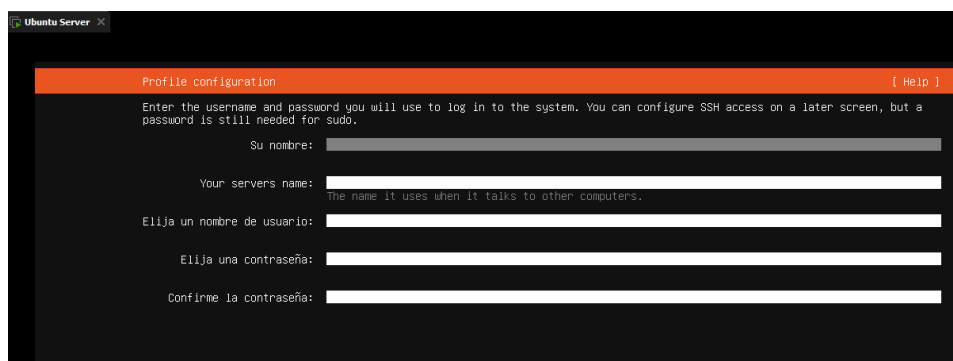 Ubuntu Server
Profile configuration [ Help ]
Enter the username and password you will use to log in to the system. You can configure SSH access on a later screen, but a
password is still needed for sudo.
Su nombre:
Your servers name:
The name it uses when it talks to other computers.
Elija un nombre de usuario:
Elija una contraseña:
Confirme la contraseña: